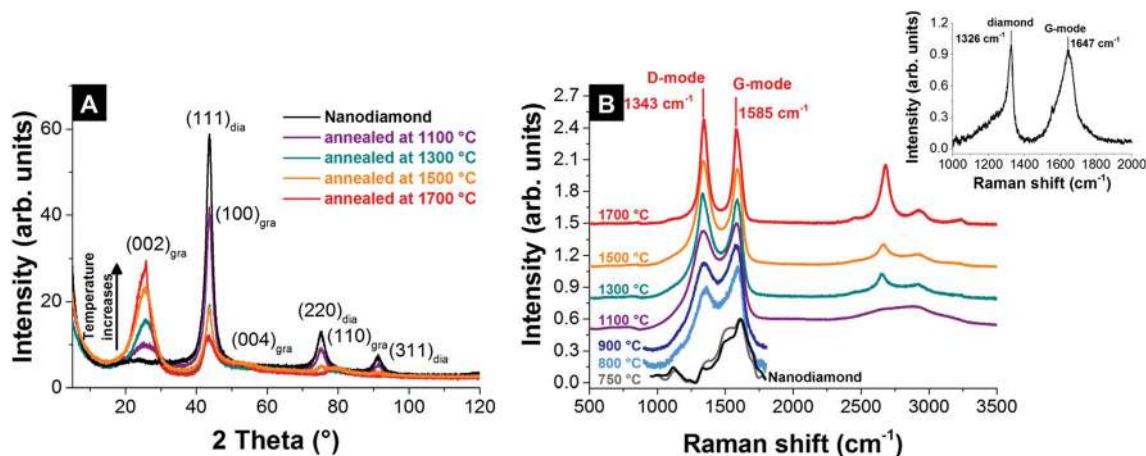 A
Nanodiamond
annealed at 1100 °C
annealed at 1300 °C
annealed at 1500 °C
annealed at 1700 °C
(111)dia
(100)gra
(002)gra
Temperature
increases
(004)gra
(220)dia
(110)gra
(311)dia
60
40
20
0
20 40 60 80 100 120
Intensity (arb. units)
2 Theta (°)
B
D-mode
1343 cm-1
G-mode
1585 cm-1
2.7
2.4
2.1
1.8
1.5
1.2
0.9
0.6
0.3
0.0
1700 °C
1500 °C
1300 °C
1100 °C
900 °C
800 °C
750 °C
Nanodiamond
500 1000 1500 2000 2500 3000 3500
Intensity (arb. units)
Raman shift (cm-1)
diamond
1326 cm-1
G-mode
1647 cm-1
1.2
0.9
0.6
0.3
0.0
1000 1200 1400 1600 1800 2000
Intensity (arb. units)
Raman shift (cm-1)